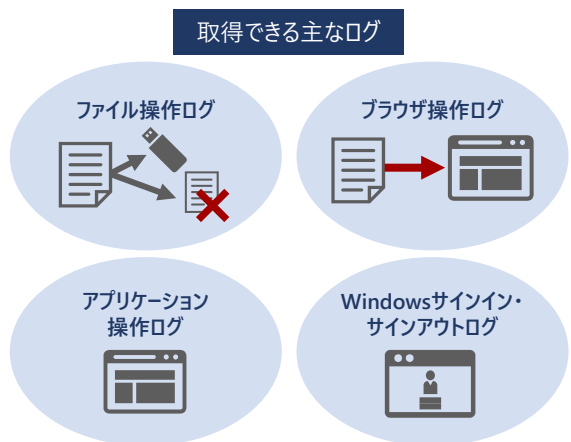 取得できる主なログ
ファイル操作ログ
ブラウザ操作ログ
アプリケーション
操作ログ
Windowsサインイン・
サインアウトログ